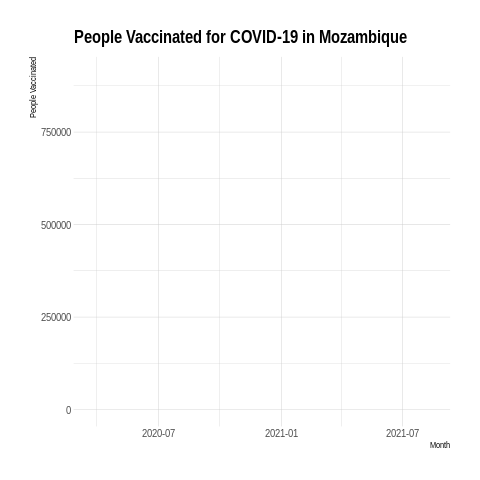 People Vaccinated for COVID-19 in Mozambique
People Vaccinated
750000
500000
250000
0
2020-07
2021-01
2021-07
Month